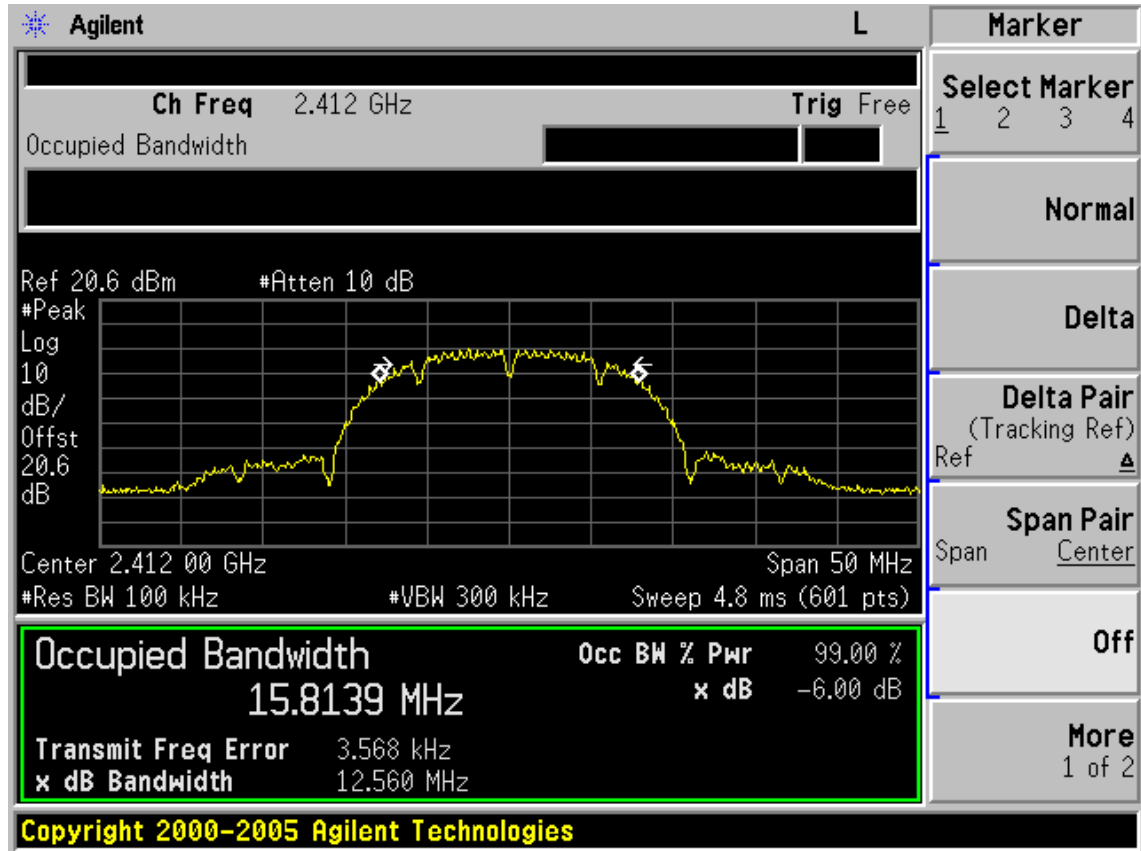 Agilent L
Ch Freq 2.412 GHz Trig Free
Occupied Bandwidth
Ref 20.6 dBm #Atten 10 dB
#Peak
Log
10
dB/
Offst
20.6
dB
Center 2.412 00 GHz Span 50 MHz
#Res BW 100 kHz #VBW 300 kHz Sweep 4.8 ms (601 pts)
Occupied Bandwidth Occ BW % Pwr 99.00 %
15.8139 MHz x dB -6.00 dB
Transmit Freq Error 3.568 kHz
x dB Bandwidth 12.560 MHz
Copyright 2000-2005 Agilent Technologies
Marker
Select Marker
1 2 3 4
Normal
Delta
Delta Pair
(Tracking Ref)
Ref Δ
Span Pair
Span Center
Off
More
1 of 2